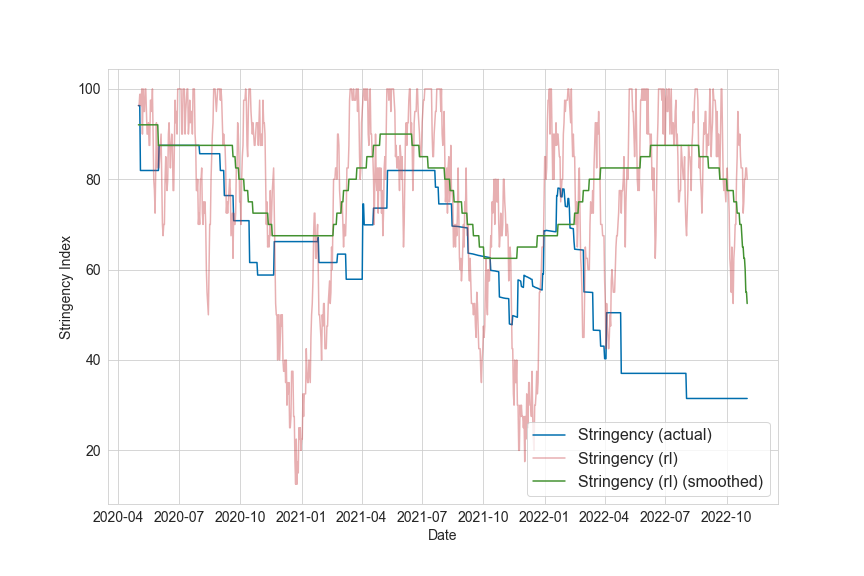 Stringency Index
100
80
60
40
20
Stringency (actual)
Stringency (rl)
Stringency (rl) (smoothed)
2020-04 2020-07 2020-10 2021-01 2021-04 2021-07 2021-10 2022-01 2022-04 2022-07 2022-10
Date